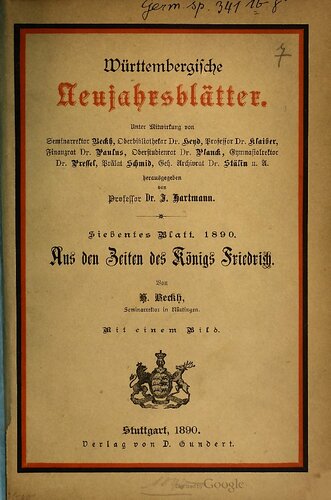 Germ sp. 341 16-8
7
Württembergische
Neujahrsblätter.
Unter Mitwirkung von
Seminarrektor Beckh, Oberbibliothekar Dr. Heyd, Professor Dr. Klaiber,
Finanzrat Dr. Paulus, Oberstudienrat Dr. Planck, Gymnasialrektor
Dr. Pressel, Prälat Schmid, Geh. Archivrat Dr. Stälin u. A.
herausgegeben
von
Professor Dr. J. Hartmann.
Siebentes Blatt. 1890.
Aus den Zeiten des Königs Friedrich.
Von
H. Beckh,
Seminarrektor in Nürtingen.
Mit einem Bild.
Stuttgart, 1890.
Verlag von D. Gundert.
Digitized by Google